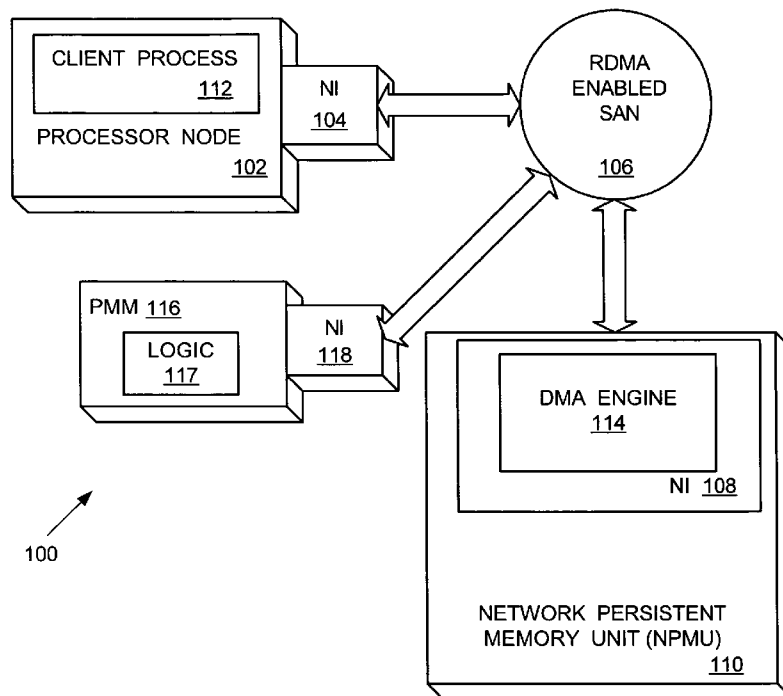 CLIENT PROCESS
112
PROCESSOR NODE
102
NI
104
RDMA
ENABLED
SAN
106
PMM 116
LOGIC
117
NI
118
DMA ENGINE
114
NI 108
100
NETWORK PERSISTENT
MEMORY UNIT (NPMU)
110